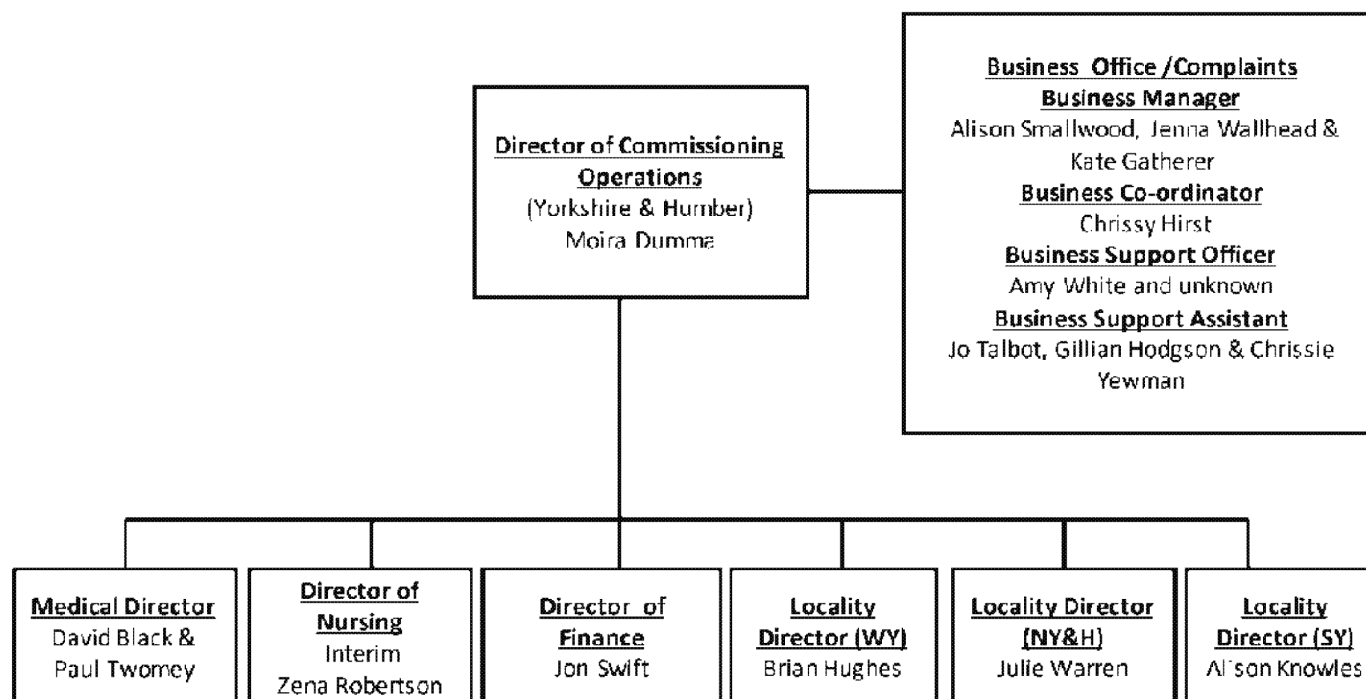 Business Office /Complaints
Business Manager
Alison Smallwood, Jenna Wallhead &
Kate Gatherer
Business Co-ordinator
Chrissy Hirst
Business Support Officer
Amy White and unknown
Business Support Assistant
Jo Talbot, Gillian Hodgson & Chrissie
Yewman
Director of Commissioning
Operations
(Yorkshire & Humber)
Moira Dumma
Medical Director
David Black &
Paul Twomey
Director of
Nursing
Interim
Zena Robertson
Director of
Finance
Jon Swift
Locality
Director (WY)
Brian Hughes
Locality Director
(NY&H)
Julie Warren
Locality
Director (SY)
Alison Knowles